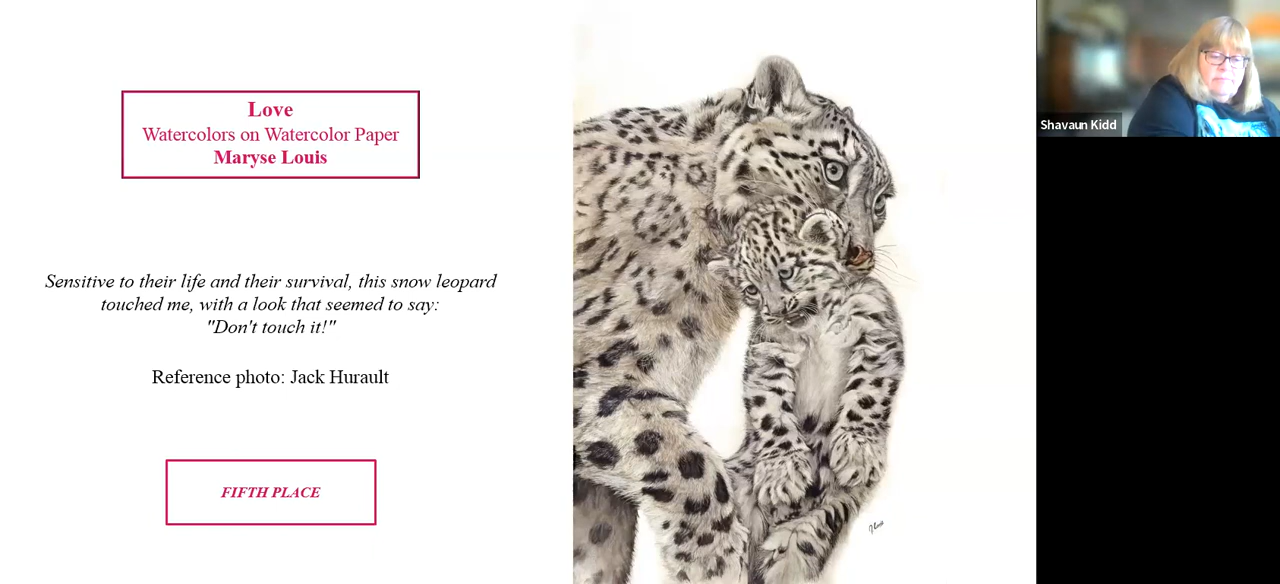 Love
Watercolors on Watercolor Paper
Maryse Louis
Sensitive to their life and their survival, this snow leopard
touched me, with a look that seemed to say:
"Don't touch it!"
Reference photo: Jack Hurault
FIFTH PLACE
Shavaun Kidd